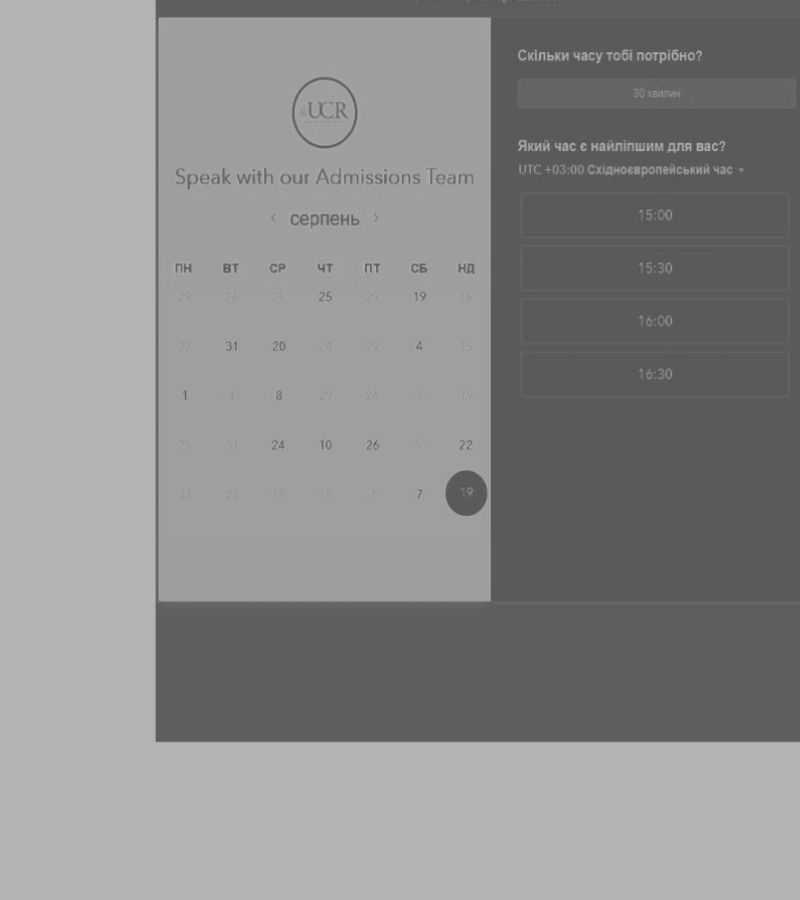 UCR
Speak with our Admissions Team
‹ серпень ›
ПН ВТ СР ЧТ ПТ СБ НД
29 26 25 25 29 19 16
27 31 20 24 29 4 15
1 4 8 29 26 3 19
25 31 24 10 26 5 22
31 28 19 18 7 7 19
Скільки часу тобі потрібно?
30 хвилин
Який час є найліпшим для вас?
UTC +03:00 Східноєвропейський час
15:00
15:30
16:00
16:30